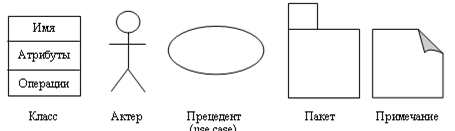 Имя
Атрибуты
Операции
Класс
Актер
Прецедент
(use case)
Пакет
Примечание